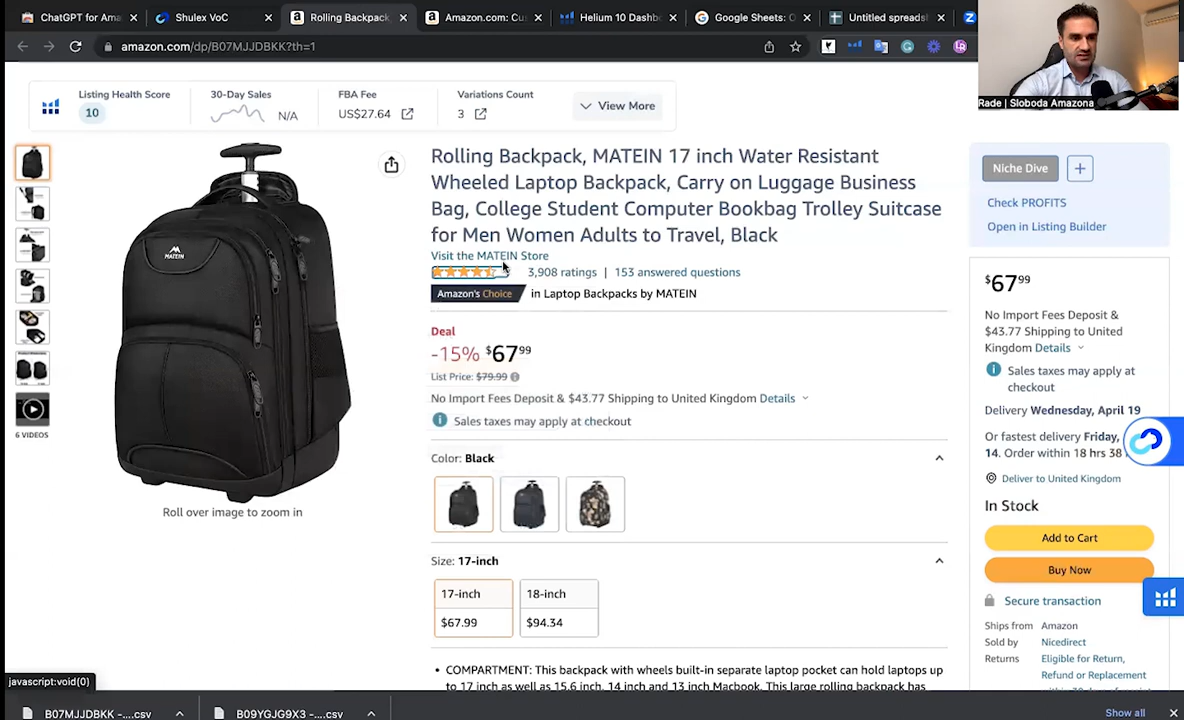 ChatGPT for Ama
Shulex VoC
Rolling Backpack
Amazon.com: Cu
Helium 10 Dashb
Google Sheets: O
Untitled spreads
amazon.com/dp/B07MJJDBKK?th=1
Rade | Sloboda Amazona
Listing Health Score
10
30-Day Sales
N/A
FBA Fee
US$27.64
Variations Count
3
View More
6 VIDEOS
MATEIN
Roll over image to zoom in
Rolling Backpack, MATEIN 17 inch Water Resistant
Wheeled Laptop Backpack, Carry on Luggage Business
Bag, College Student Computer Bookbag Trolley Suitcase
for Men Women Adults to Travel, Black
Visit the MATEIN Store
3,908 ratings | 153 answered questions
Amazon's Choice in Laptop Backpacks by MATEIN
Deal
-15% $67 99
List Price: $79.99
No Import Fees Deposit & $43.77 Shipping to United Kingdom Details
Sales taxes may apply at checkout
Color: Black
Size: 17-inch
17-inch
$67.99
18-inch
$94.34
• COMPARTMENT: This backpack with wheels built-in separate laptop pocket can hold laptops up
to 17 inch as well as 15.6 inch, 14 inch and 13 inch Macbook. This large rolling backpack has
Niche Dive
+
Check PROFITS
Open in Listing Builder
$67 99
No Import Fees Deposit &
$43.77 Shipping to United
Kingdom Details
Sales taxes may apply at
checkout
Delivery Wednesday, April 19
Or fastest delivery Friday,
14. Order within 18 hrs 38
Deliver to United Kingdom
In Stock
Add to Cart
Buy Now
Secure transaction
Ships from Amazon
Sold by Nicedirect
Returns Eligible for Return,
Refund or Replacement
javascript:void(0)
B07MJJDBKK -....csv
B09YGJG9X3 -....csv
Show all